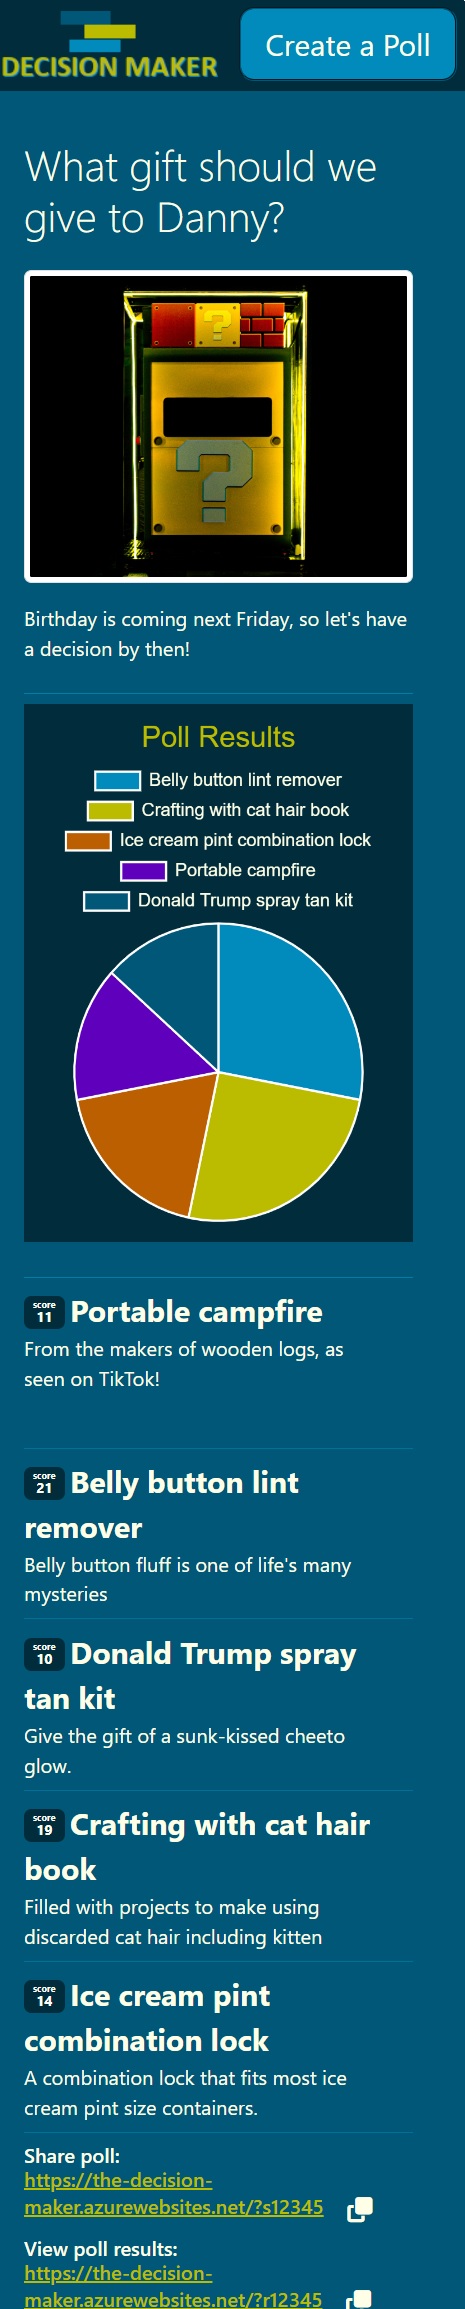 DECISION MAKER
Create a Poll
What gift should we
give to Danny?
?
?
Birthday is coming next Friday, so let's have
a decision by then!
Poll Results
Belly button lint remover
Crafting with cat hair book
Ice cream pint combination lock
Portable campfire
Donald Trump spray tan kit
score
11
Portable campfire
From the makers of wooden logs, as
seen on TikTok!
score
21
Belly button lint
remover
Belly button fluff is one of life's many
mysteries
score
10
Donald Trump spray
tan kit
Give the gift of a sunk-kissed cheeto
glow.
score
19
Crafting with cat hair
book
Filled with projects to make using
discarded cat hair including kitten
score
14
Ice cream pint
combination lock
A combination lock that fits most ice
cream pint size containers.
Share poll:
https://the-decision-
maker.azurewebsites.net/?s12345
View poll results:
https://the-decision-
maker.azurewebsites.net/?r12345